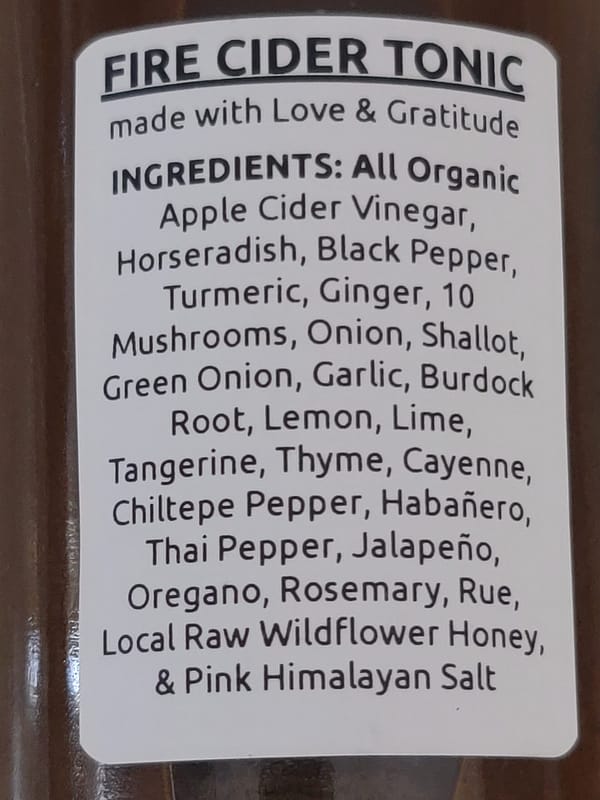 FIRE CIDER TONIC
made with Love & Gratitude
INGREDIENTS: All Organic
Apple Cider Vinegar,
Horseradish, Black Pepper,
Turmeric, Ginger, 10
Mushrooms, Onion, Shallot,
Green Onion, Garlic, Burdock
Root, Lemon, Lime,
Tangerine, Thyme, Cayenne,
Chiltepe Pepper, Habañero,
Thai Pepper, Jalapeño,
Oregano, Rosemary, Rue,
Local Raw Wildflower Honey,
& Pink Himalayan Salt